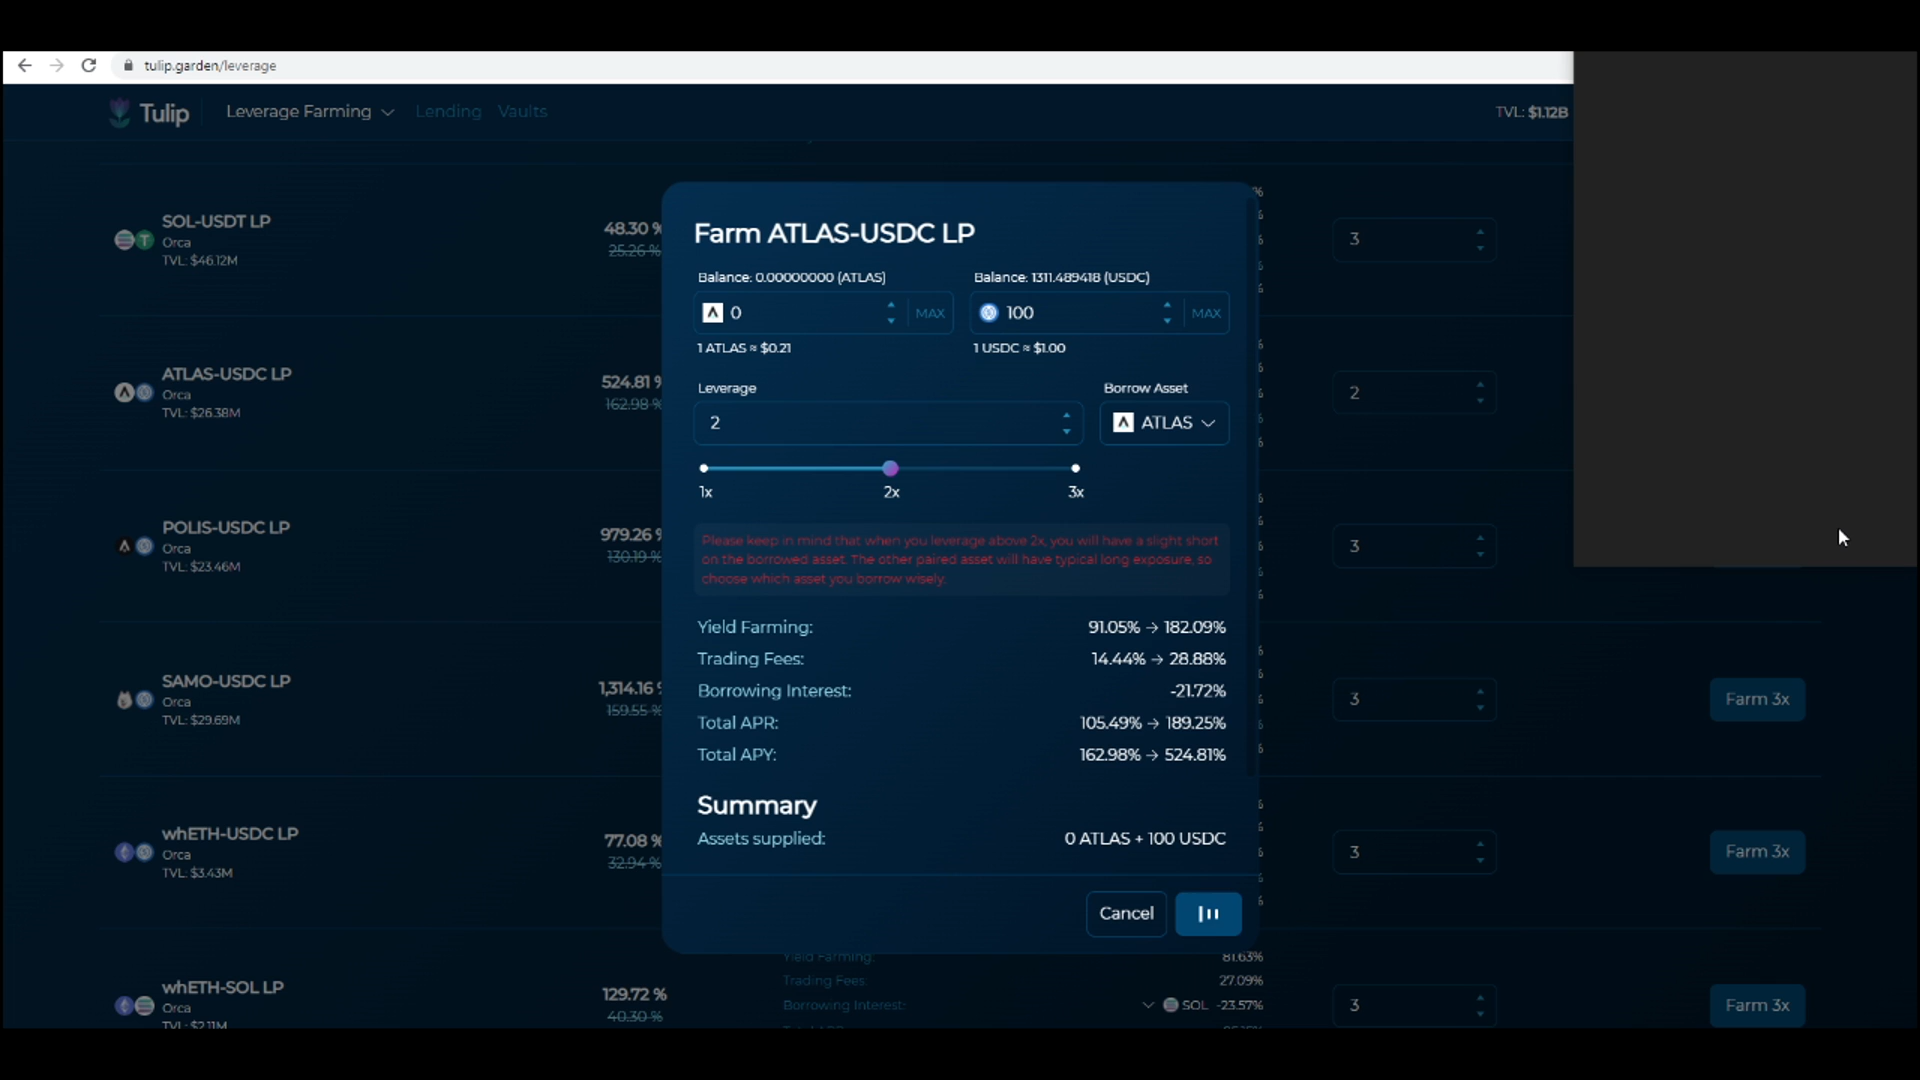 tulip.garden/leverage
Tulip
Leverage Farming
Lending
Vaults
TVL: $1.12B
SOL-USDT LP
Orca
TVL: $46.12M
48.30 %
25.26 %
3
ATLAS-USDC LP
Orca
TVL: $26.38M
524.81 %
162.98 %
2
POLIS-USDC LP
Orca
TVL: $23.46M
979.26 %
130.19 %
3
SAMO-USDC LP
Orca
TVL: $29.69M
1,314.16 %
159.55 %
3
Farm 3x
whETH-USDC LP
Orca
TVL: $3.43M
77.08 %
32.94 %
3
Farm 3x
whETH-SOL LP
Orca
TVL: $2.11M
129.72 %
40.30 %
Yield Farming: 81.63%
Trading Fees: 27.09%
Borrowing Interest: SOL -23.57%
3
Farm 3x
Farm ATLAS-USDC LP
Balance: 0.00000000 (ATLAS)
Balance: 1311.489418 (USDC)
0
MAX
100
MAX
1 ATLAS ≈ $0.21
1 USDC ≈ $1.00
Leverage
Borrow Asset
2
ATLAS
1x
2x
3x
Please keep in mind that when you leverage above 2x, you will have a slight short
on the borrowed asset. The other paired asset will have typical long exposure, so
choose which asset you borrow wisely.
Yield Farming: 91.05% → 182.09%
Trading Fees: 14.44% → 28.88%
Borrowing Interest: -21.72%
Total APR: 105.49% → 189.25%
Total APY: 162.98% → 524.81%
Summary
Assets supplied: 0 ATLAS + 100 USDC
Cancel